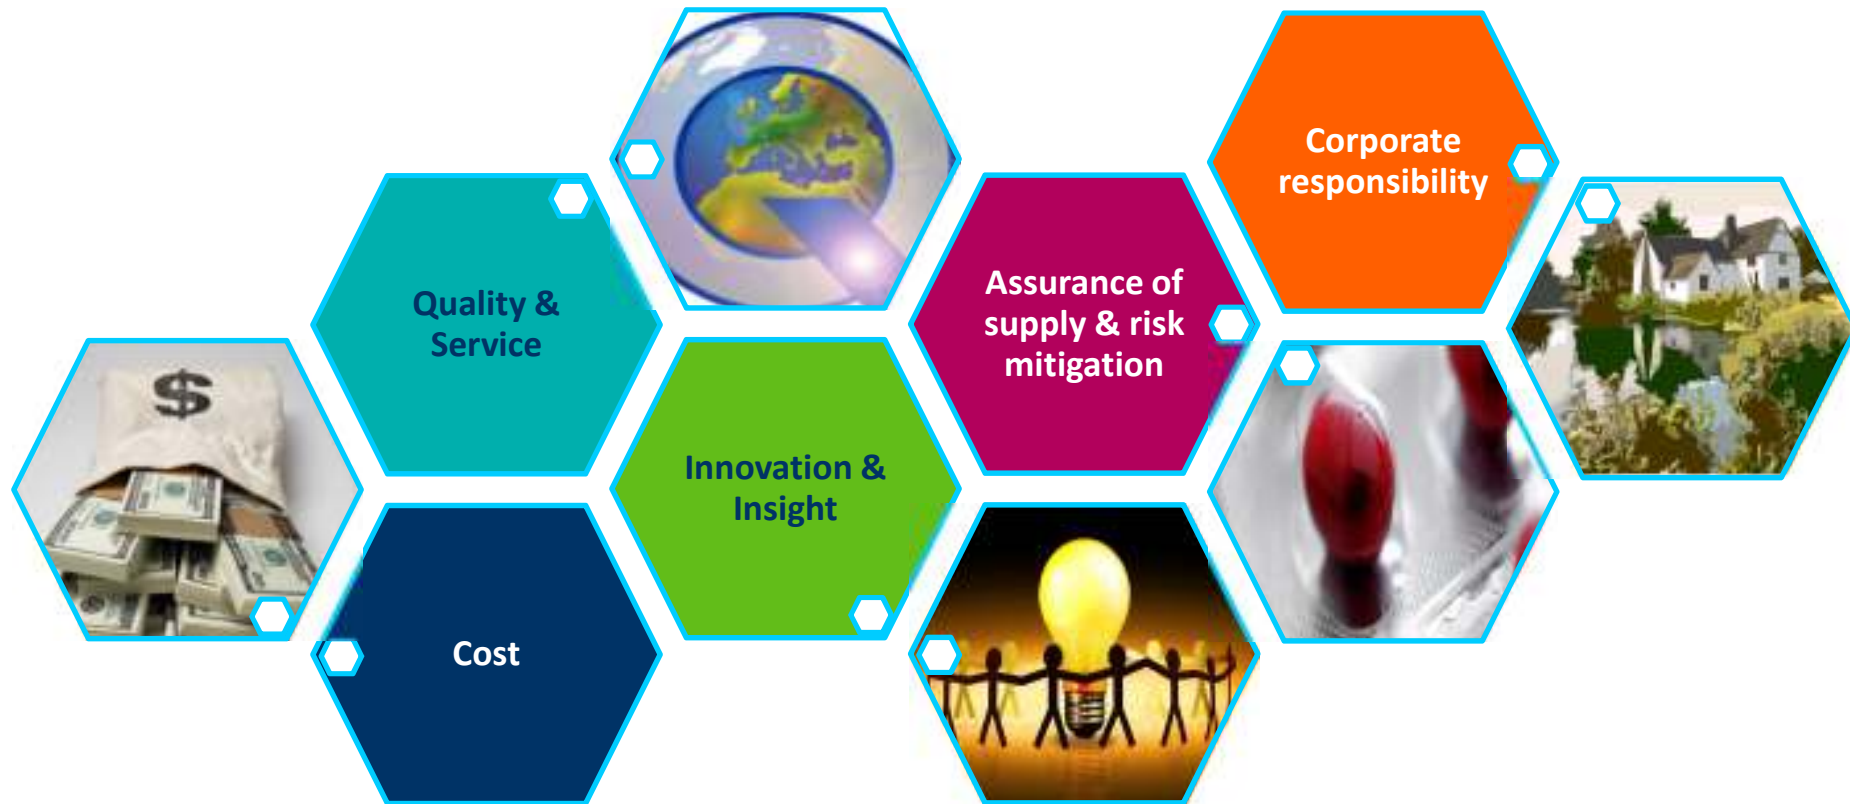 Corporate
responsibility
Quality &
Service
Assurance of
supply & risk
mitigation
Innovation &
Insight
Cost
$